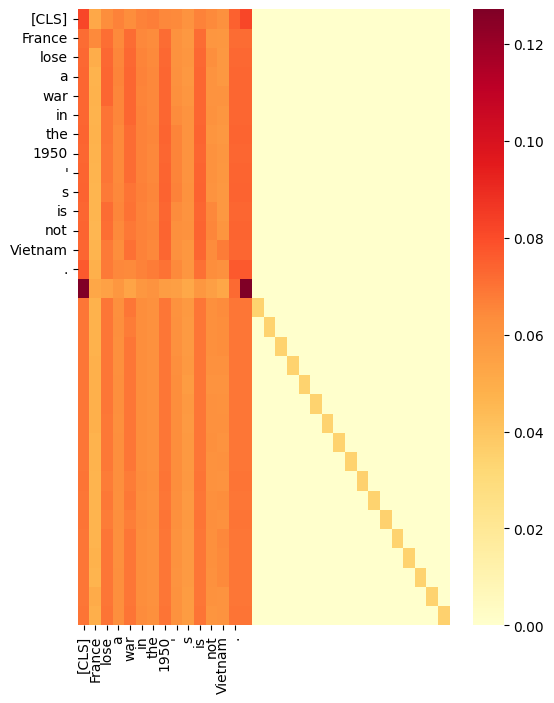 [CLS]
France
lose
a
war
in
the
1950
'
s
is
not
Vietnam
.
0.12
0.10
0.08
0.06
0.04
0.02
0.00
[CLS]
France
lose
a
war
in
the
1950
'
s
is
not
Vietnam
.